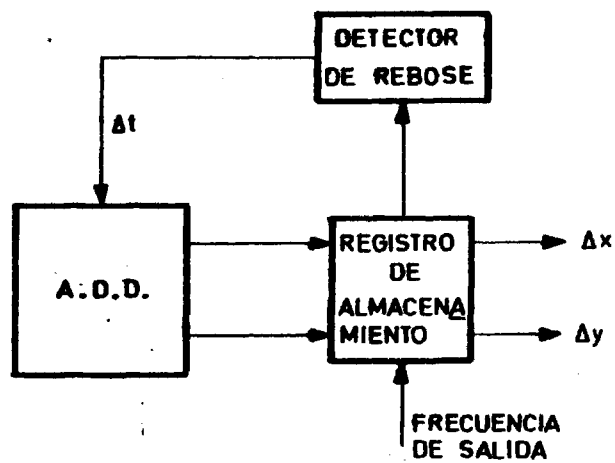 DETECTOR
DE REBOSE
Δt
A.D.D.
REGISTRO
DE
ALMACENA
MIENTO
Δx
Δy
FRECUENCIA
DE SALIDA